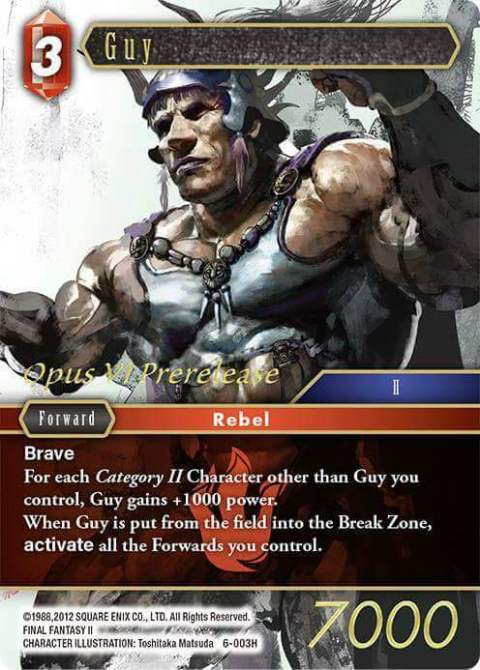 3
Guy
Opus VI Prerelease
II
Forward
Rebel
Brave
For each Category II Character other than Guy you
control, Guy gains +1000 power.
When Guy is put from the field into the Break Zone,
activate all the Forwards you control.
©1988, 2012 SQUARE ENIX CO., LTD. All Rights Reserved.
FINAL FANTASY II
CHARACTER ILLUSTRATION: Toshitaka Matsuda 6-003H
7000